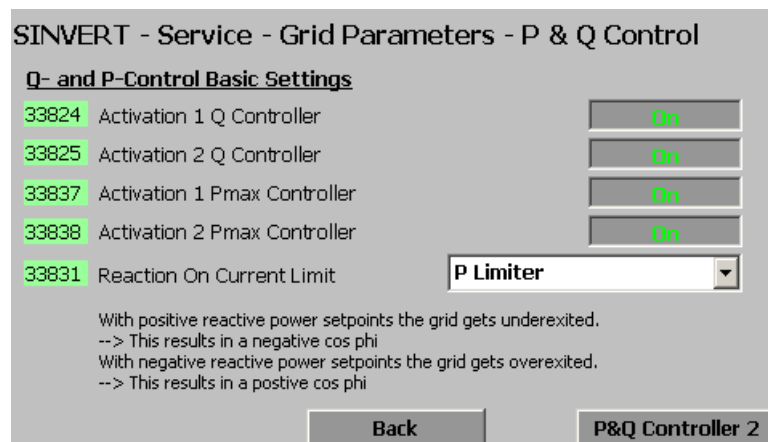 SINVERT - Service - Grid Parameters - P & Q Control
Q- and P-Control Basic Settings
33824 Activation 1 Q Controller On
33825 Activation 2 Q Controller On
33837 Activation 1 Pmax Controller On
33838 Activation 2 Pmax Controller On
33831 Reaction On Current Limit P Limiter
With positive reactive power setpoints the grid gets underexited.
--> This results in a negative cos phi
With negative reactive power setpoints the grid gets overexited.
--> This results in a postive cos phi
Back P&Q Controller 2